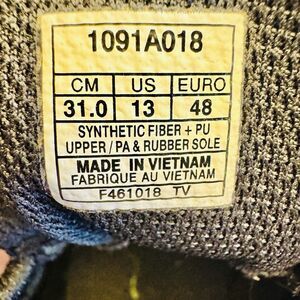 1091A018
CM US EURO
31.0 13 48
SYNTHETIC FIBER + PU
UPPER / PA & RUBBER SOLE
MADE IN VIETNAM
FABRIQUE AU VIETNAM
F461018 TV